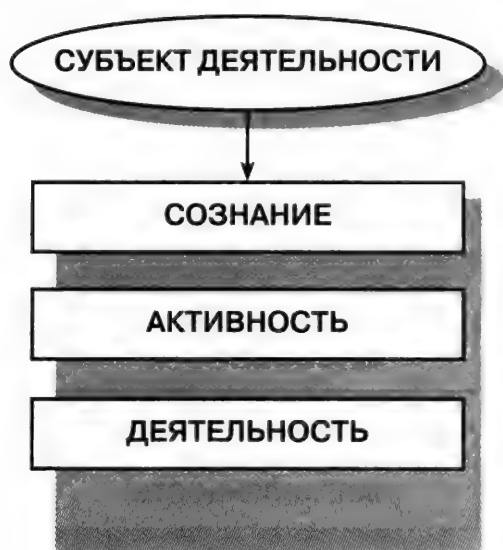 СУБЪЕКТ ДЕЯТЕЛЬНОСТИ
СОЗНАНИЕ
АКТИВНОСТЬ
ДЕЯТЕЛЬНОСТЬ